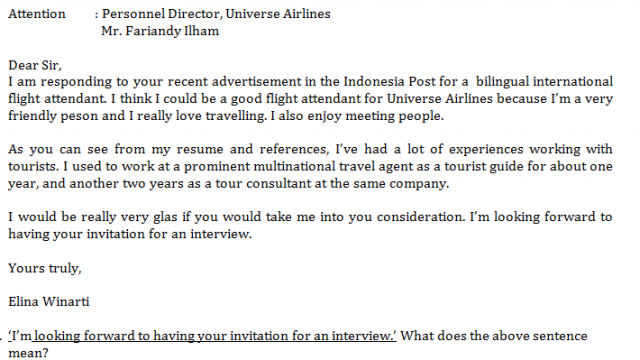 Attention : Personnel Director, Universe Airlines
Mr. Fariandy Ilham
Dear Sir,
I am responding to your recent advertisement in the Indonesia Post for a bilingual international
flight attendant. I think I could be a good flight attendant for Universe Airlines because I'm a very
friendly peson and I really love travelling. I also enjoy meeting people.
As you can see from my resume and references, I've had a lot of experiences working with
tourists. I used to work at a prominent multinational travel agent as a tourist guide for about one
year, and another two years as a tour consultant at the same company.
I would be really very glas if you would take me into you consideration. I'm looking forward to
having your invitation for an interview.
Yours truly,
Elina Winarti
. 'I'm looking forward to having your invitation for an interview.' What does the above sentence
mean?